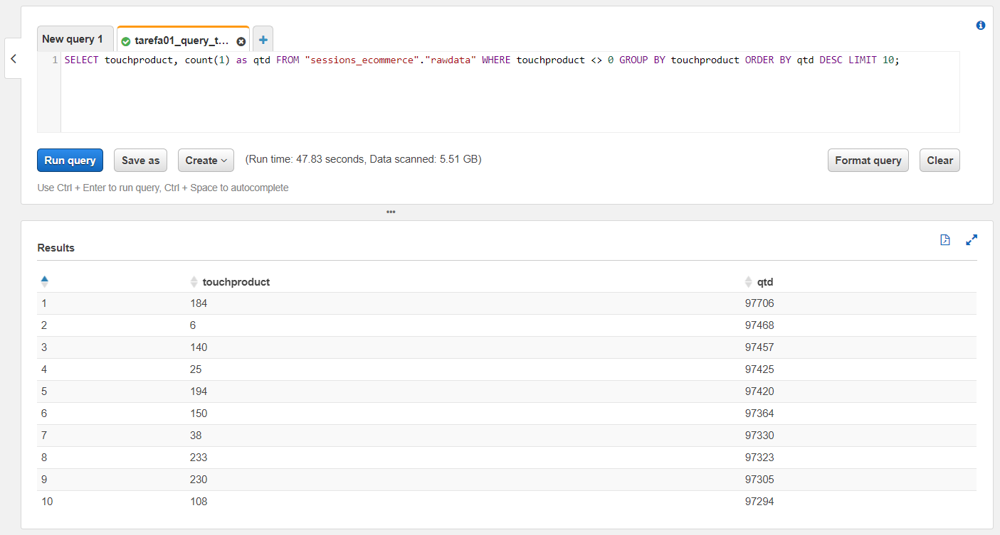 New query 1 tarefa01_query_t... +
1 SELECT touchproduct, count(1) as qtd FROM "sessions_ecommerce"."rawdata" WHERE touchproduct <> 0 GROUP BY touchproduct ORDER BY qtd DESC LIMIT 10;
Run query Save as Create (Run time: 47.83 seconds, Data scanned: 5.51 GB) Format query Clear
Use Ctrl + Enter to run query, Ctrl + Space to autocomplete
Results
touchproduct qtd
1 184 97706
2 6 97468
3 140 97457
4 25 97425
5 194 97420
6 150 97364
7 38 97330
8 233 97323
9 230 97305
10 108 97294